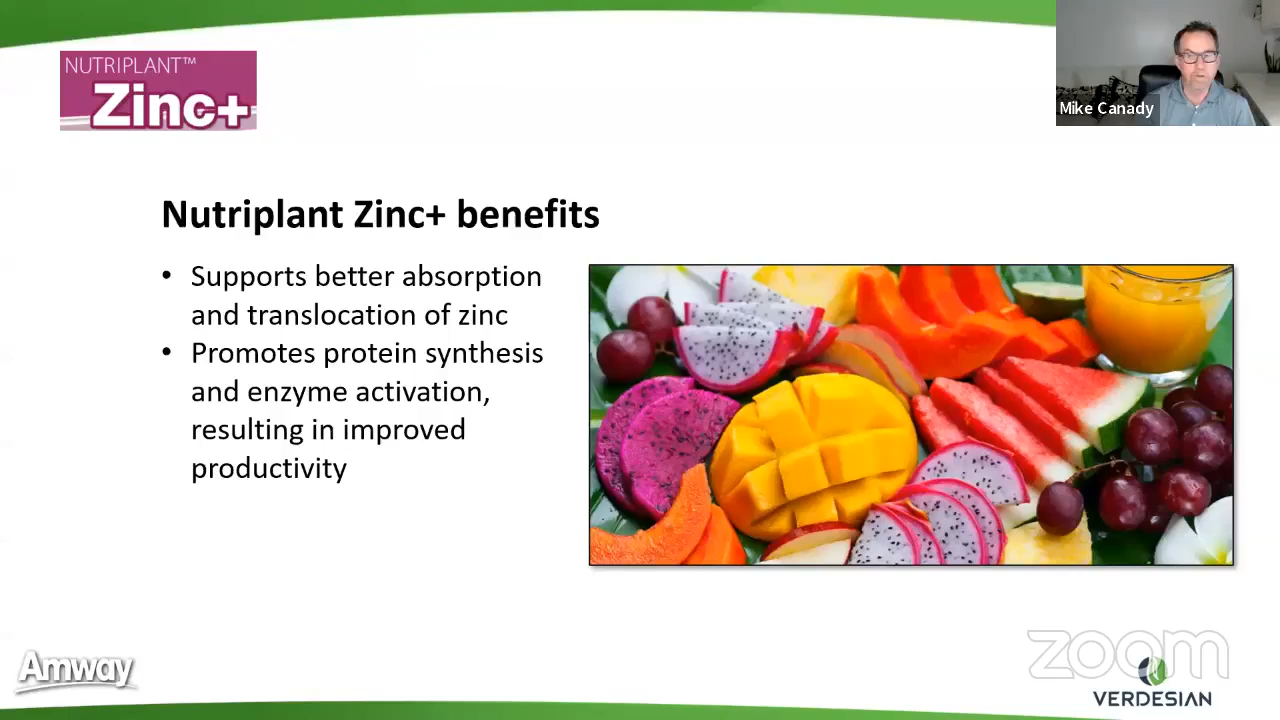 NUTRIPLANT™
Zinc+
Mike Canady
Nutriplant Zinc+ benefits
• Supports better absorption
and translocation of zinc
• Promotes protein synthesis
and enzyme activation,
resulting in improved
productivity
Amway
zoom
VERDESIAN